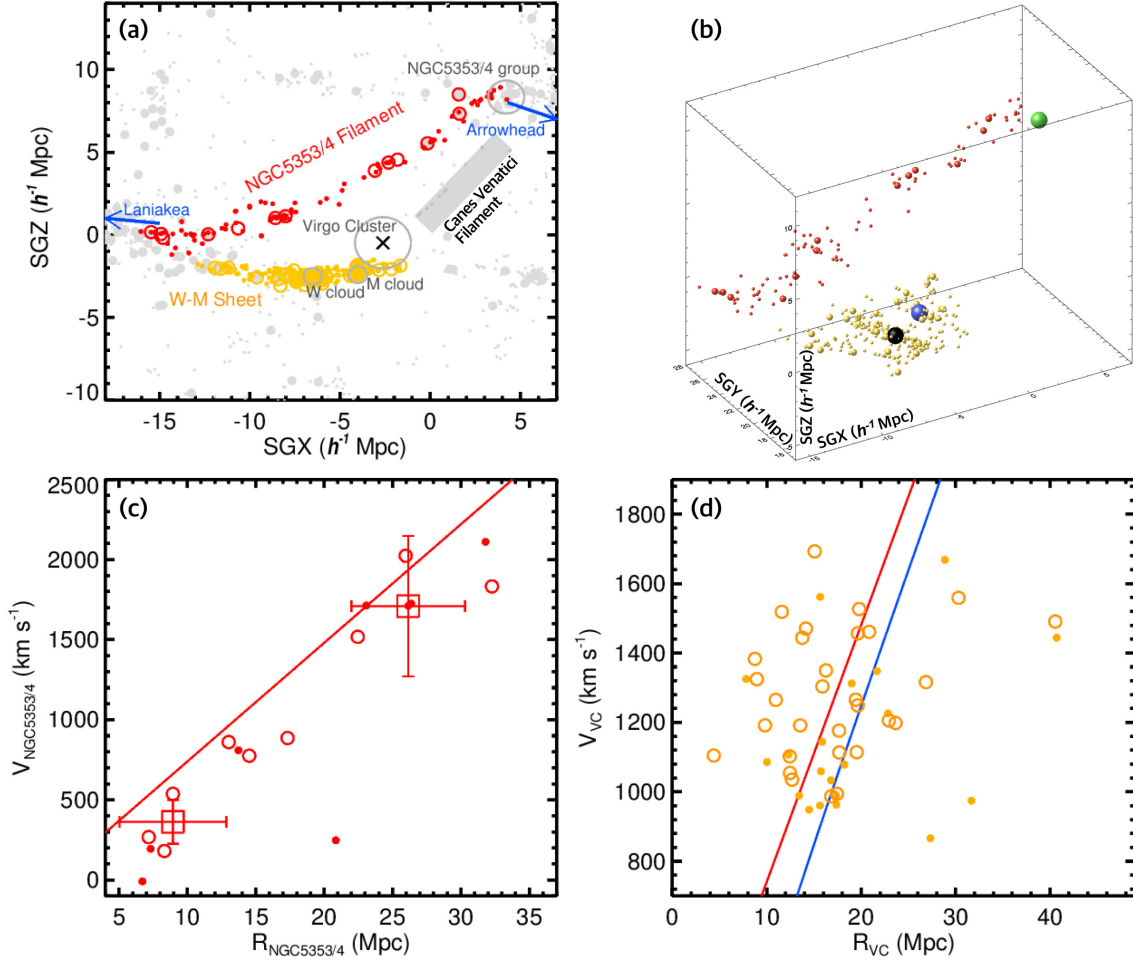 (a)
NGC5353/4 group
Arrowhead
NGC5353/4 Filament
Canes Venatici
Filament
Laniakea
Virgo Cluster
W-M Sheet
W cloud
M cloud
10
5
0
-5
-10
SGZ (h⁻¹ Mpc)
-15
-10
-5
0
5
SGX (h⁻¹ Mpc)
(b)
10
5
0
SGZ (h⁻¹ Mpc)
SGY (h⁻¹ Mpc)
SGX (h⁻¹ Mpc)
(c)
2500
2000
1500
1000
500
0
V_NGC5353/4 (km s⁻¹)
5
10
15
20
25
30
35
R_NGC5353/4 (Mpc)
(d)
1800
1600
1400
1200
1000
800
V_VC (km s⁻¹)
0
10
20
30
40
R_VC (Mpc)